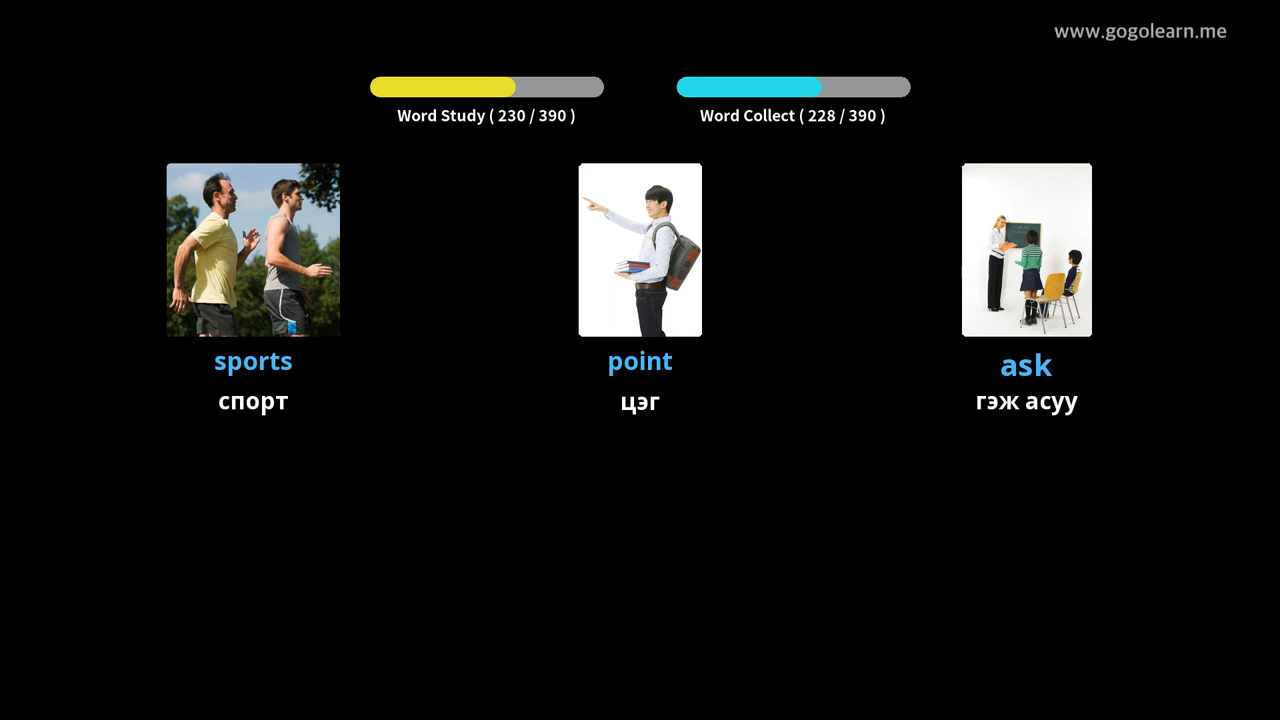 www.gogolearn.me
Word Study ( 230 / 390 )
Word Collect ( 228 / 390 )
sports
point
ask
спорт
цэг
гэж асуу